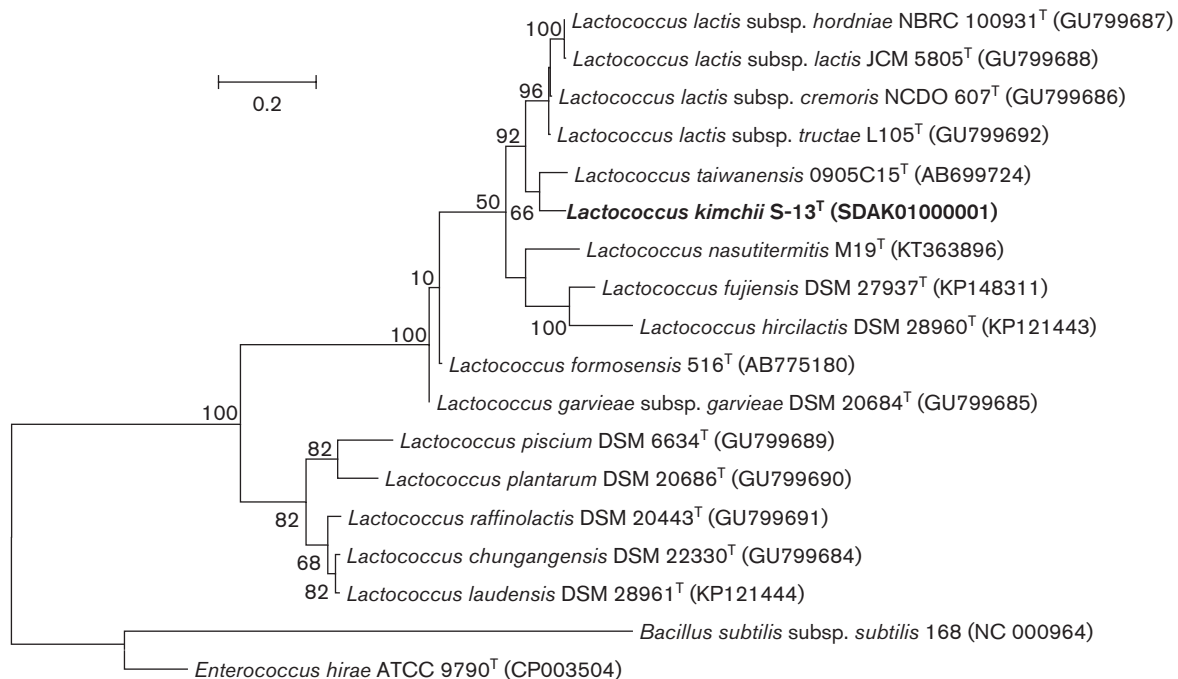 Lactococcus lactis subsp. hordniae NBRC 100931ᵀ (GU799687)
100
Lactococcus lactis subsp. lactis JCM 5805ᵀ (GU799688)
0.2
96
Lactococcus lactis subsp. cremoris NCDO 607ᵀ (GU799686)
92
Lactococcus lactis subsp. tructae L105ᵀ (GU799692)
Lactococcus taiwanensis 0905C15ᵀ (AB699724)
50
66
Lactococcus kimchii S-13ᵀ (SDAK01000001)
Lactococcus nasutitermitis M19ᵀ (KT363896)
10
Lactococcus fujiensis DSM 27937ᵀ (KP148311)
100
Lactococcus hircilactis DSM 28960ᵀ (KP121443)
100
Lactococcus formosensis 516ᵀ (AB775180)
Lactococcus garvieae subsp. garvieae DSM 20684ᵀ (GU799685)
100
82
Lactococcus piscium DSM 6634ᵀ (GU799689)
Lactococcus plantarum DSM 20686ᵀ (GU799690)
82
Lactococcus raffinolactis DSM 20443ᵀ (GU799691)
68
Lactococcus chungangensis DSM 22330ᵀ (GU799684)
82
Lactococcus laudensis DSM 28961ᵀ (KP121444)
Bacillus subtilis subsp. subtilis 168 (NC 000964)
Enterococcus hirae ATCC 9790ᵀ (CP003504)